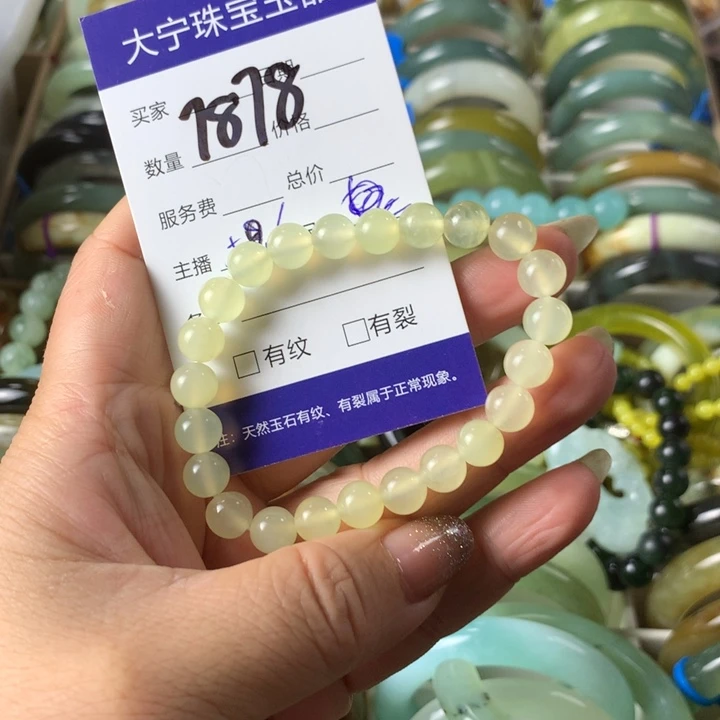 大宁珠宝玉器
买家
7878
数量 价格
服务费 总价
主播
有纹 有裂
注：天然玉石有纹、有裂属于正常现象。